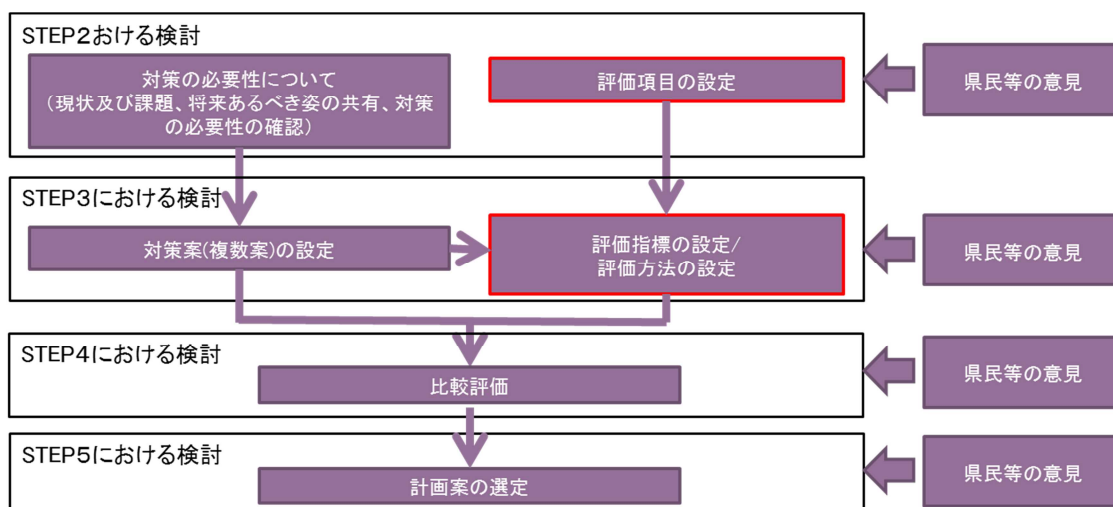 STEP2おける検討
対策の必要性について
(現状及び課題、将来あるべき姿の共有、対策
の必要性の確認)
評価項目の設定
県民等の意見
STEP3における検討
対策案(複数案)の設定
評価指標の設定/
評価方法の設定
県民等の意見
STEP4における検討
比較評価
県民等の意見
STEP5における検討
計画案の選定
県民等の意見